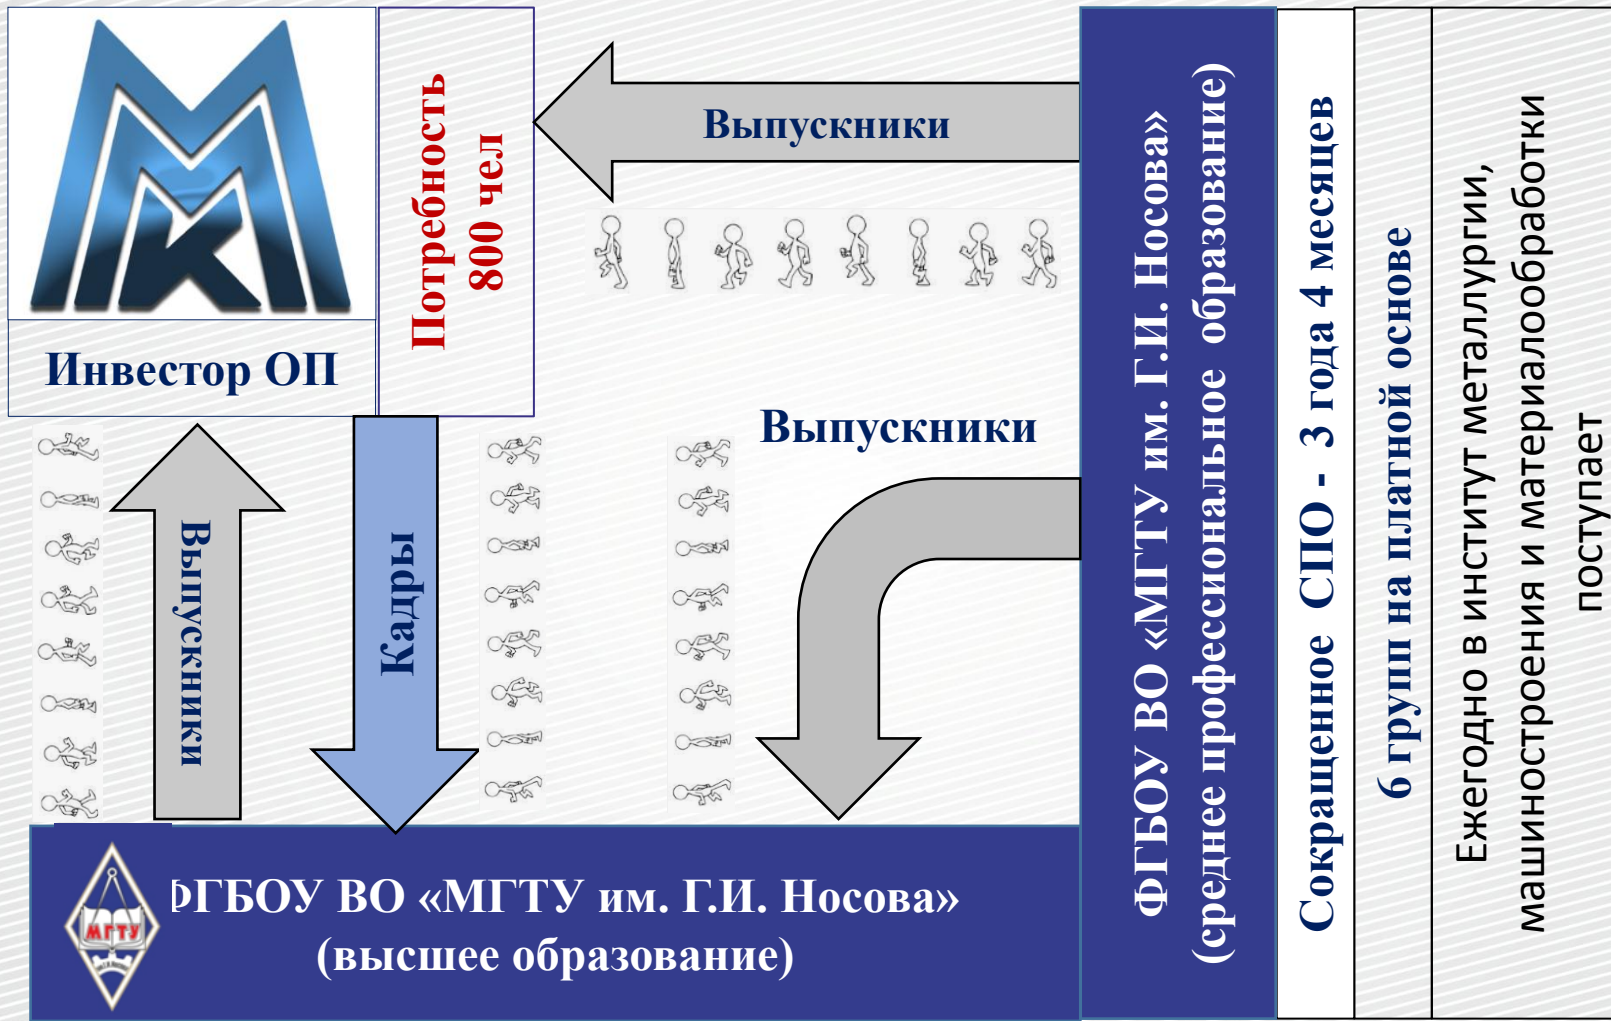 ММК
Инвестор ОП
Потребность
800 чел
Выпускники
Выпускники
Выпускники
Кадры
МГТУ
ФГБОУ ВО «МГТУ им. Г.И. Носова»
(высшее образование)
ФГБОУ ВО «МГТУ им. Г.И. Носова»
(среднее профессиональное образование)
Сокращенное СПО - 3 года 4 месяцев
6 групп на платной основе
Ежегодно в институт металлургии,
машиностроения и материалообработки
поступает